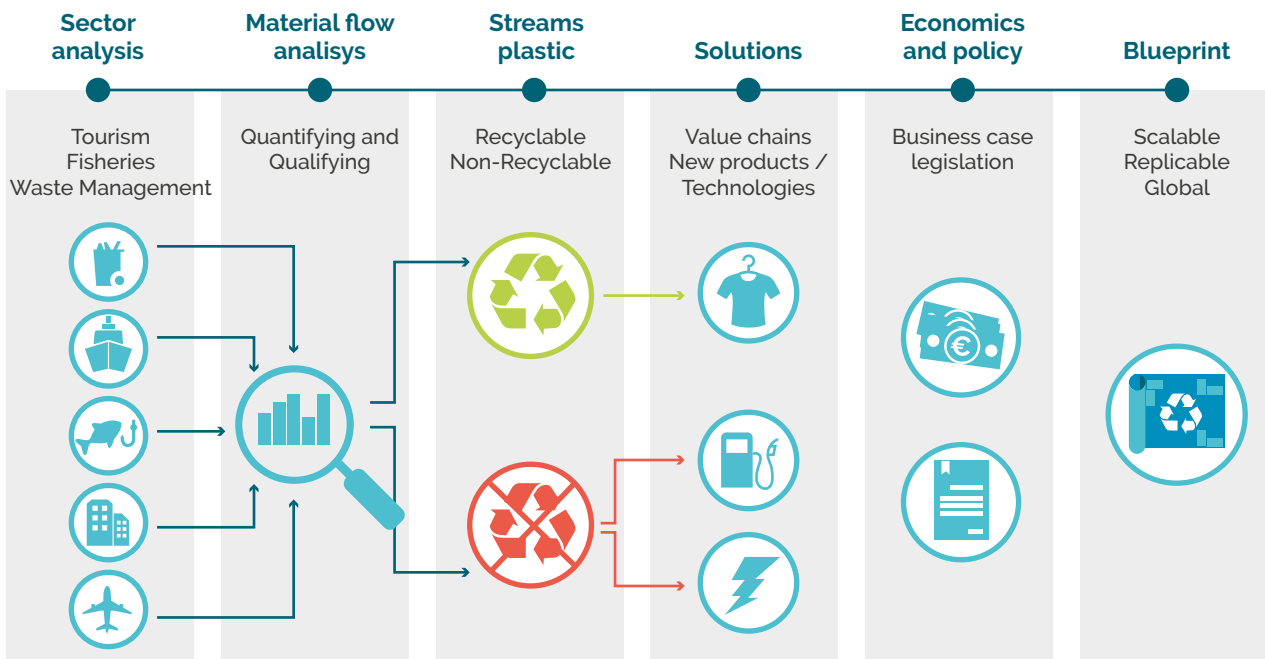 Sector
analysis
Material flow
analisys
Streams
plastic
Solutions
Economics
and policy
Blueprint
Tourism
Fisheries
Waste Management
Quantifying and
Qualifying
Recyclable
Non-Recyclable
Value chains
New products /
Technologies
Business case
legislation
Scalable
Replicable
Global
€